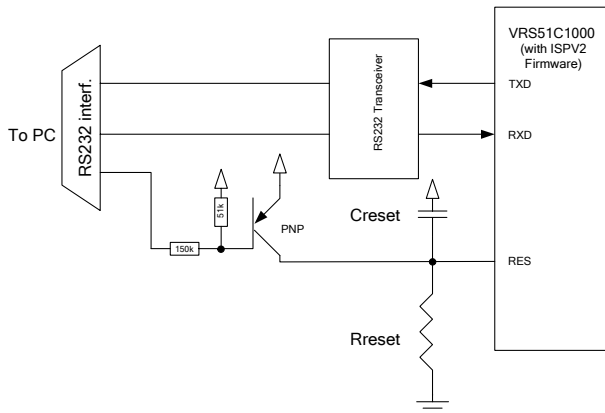 VRS51C1000
(with ISPV2
Firmware)
TXD
RS232 Transceiver
RS232 interf.
To PC
RXD
51k
PNP
Creset
150k
RES
Rreset